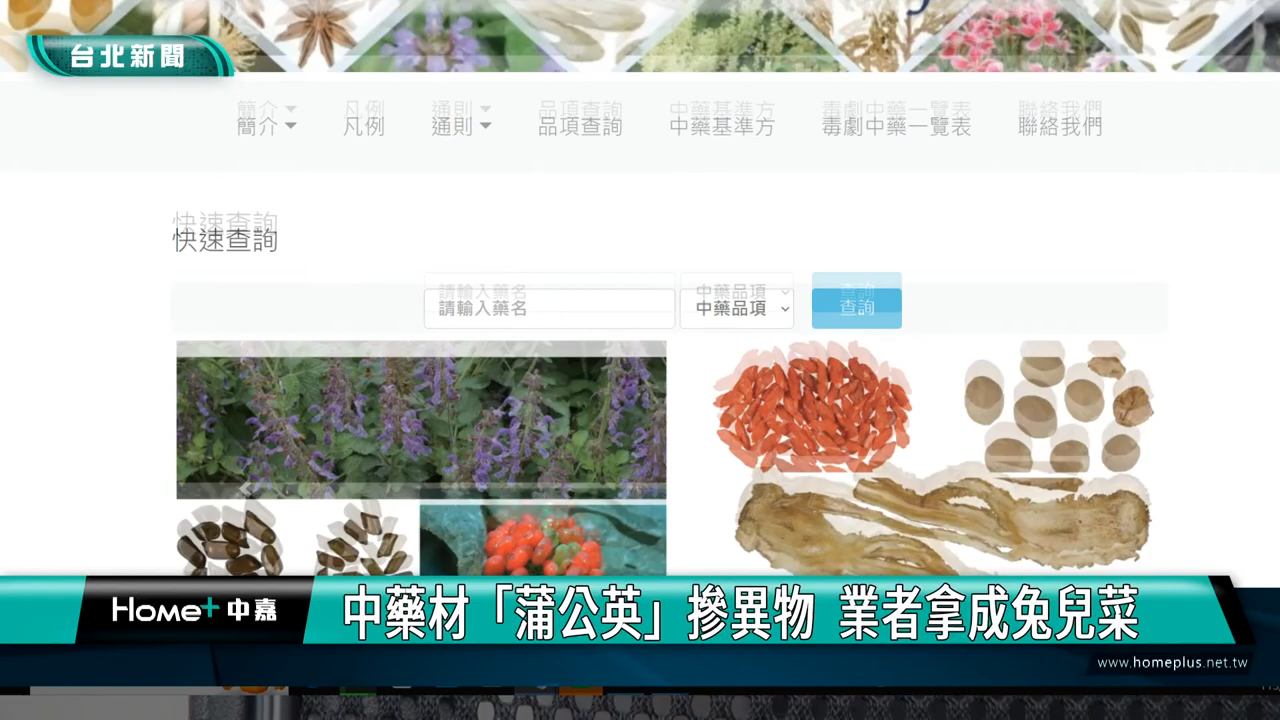 台北新聞
簡介 凡例 通則 品項查詢 中藥基準方 毒劇中藥一覽表 聯絡我們
快速查詢
請輸入藥名 中藥品項 查詢
Home+中嘉 中藥材「蒲公英」摻異物 業者拿成兔兒菜
www.homeplus.net.tw